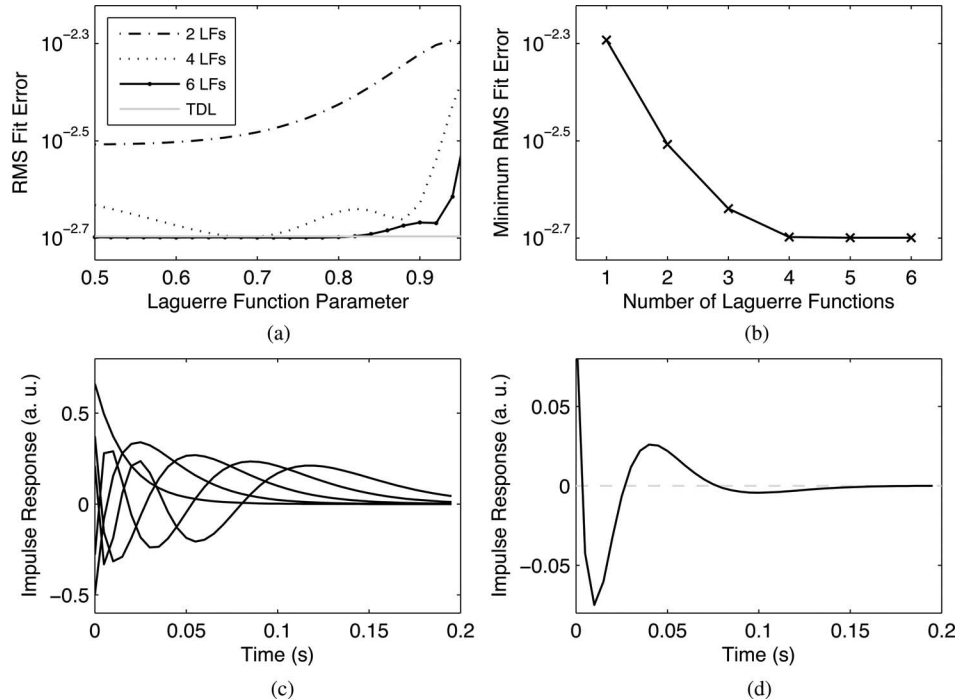 RMS Fit Error
10^-2.3
10^-2.5
10^-2.7
2 LFs
4 LFs
6 LFs
TDL
0.5 0.6 0.7 0.8 0.9
Laguerre Function Parameter
(a)
Minimum RMS Fit Error
10^-2.3
10^-2.5
10^-2.7
1 2 3 4 5 6
Number of Laguerre Functions
(b)
Impulse Response (a. u.)
0.5
0
−0.5
0 0.05 0.1 0.15 0.2
Time (s)
(c)
Impulse Response (a. u.)
0.05
0
−0.05
0 0.05 0.1 0.15 0.2
Time (s)
(d)